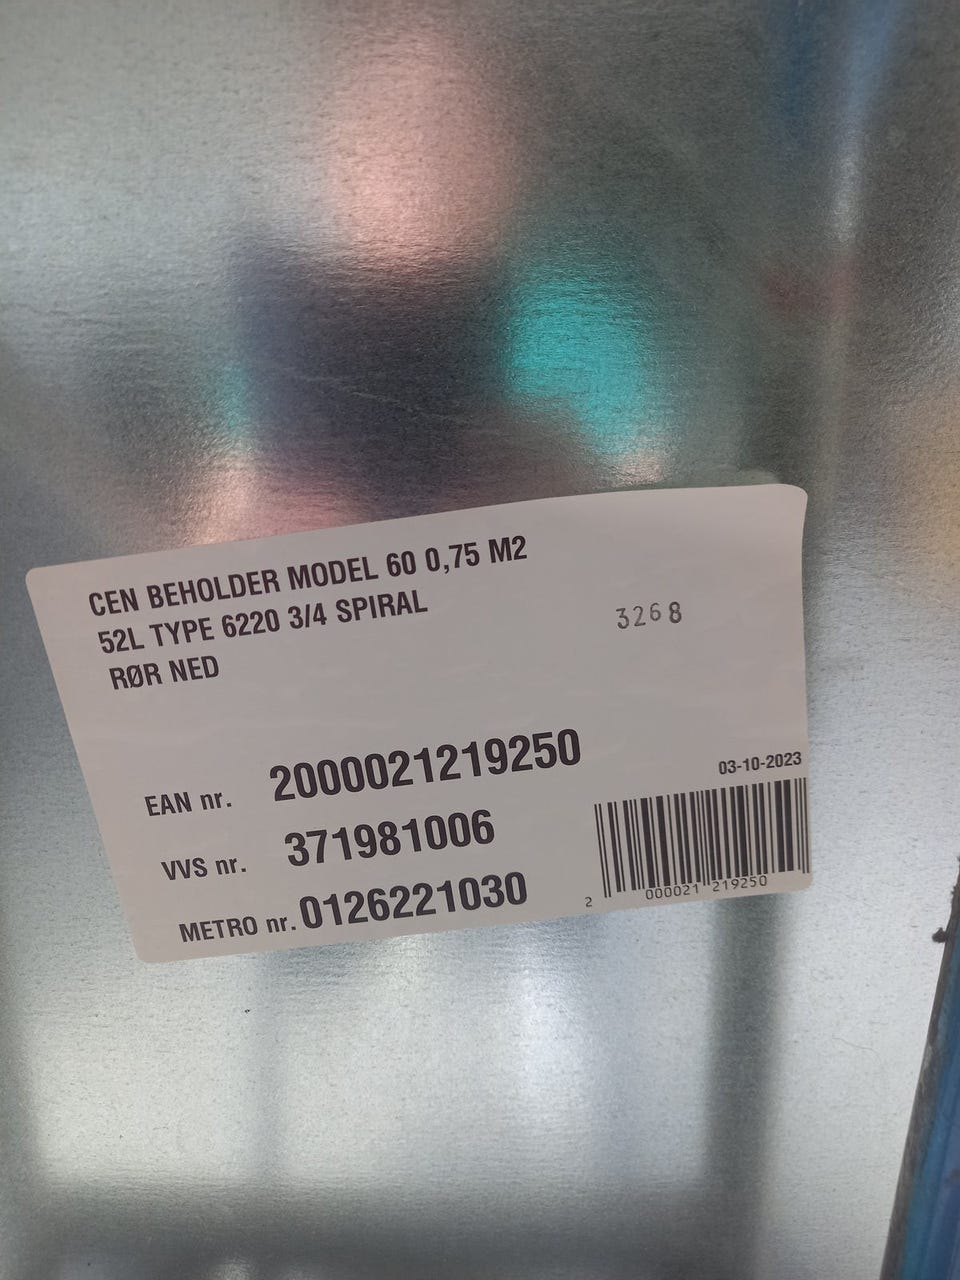 CEN BEHOLDER MODEL 60 0,75 M2
52L TYPE 6220 3/4 SPIRAL
RØR NED
3268
EAN nr. 2000021219250
VVS nr. 371981006
METRO nr. 0126221030
03-10-2023
2 000021 219250